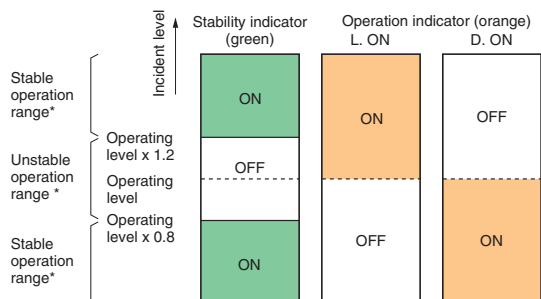 Stability indicator
(green)
Operation indicator (orange)
L. ON
D. ON
Incident level
Stable
operation
range*
ON
ON
OFF
Operating
level x 1.2
Unstable
operation
range *
OFF
Operating
level
Operating
level x 0.8
Stable
operation
range*
ON
OFF
ON